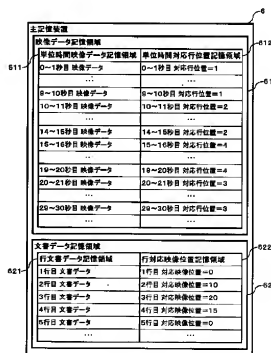 6
主記憶装置
映像データ記憶領域
611
単位時間映像データ記憶領域 単位時間対応行位置記憶領域
612
61
0~1秒目 映像データ 0~1秒目 対応行位置=1
... ...
9~10秒目 映像データ 9~10秒目 対応行位置=1
10~11秒目 映像データ 10~11秒目 対応行位置=2
... ...
14~15秒目 映像データ 14~15秒目 対応行位置=2
15~16秒目 映像データ 15~16秒目 対応行位置=4
... ...
19~20秒目 映像データ 19~20秒目 対応行位置=4
20~21秒目 映像データ 20~21秒目 対応行位置=3
... ...
29~30秒目 映像データ 29~30秒目 対応行位置=3
... ...
文書データ記憶領域
621
行文書データ記憶領域 行対応映像位置記憶領域
622
62
1行目 文書データ 1行目 対応映像位置=0
2行目 文書データ 2行目 対応映像位置=10
3行目 文書データ 3行目 対応映像位置=20
4行目 文書データ 4行目 対応映像位置=15
5行目 文書データ 5行目 対応映像位置=0
... ...